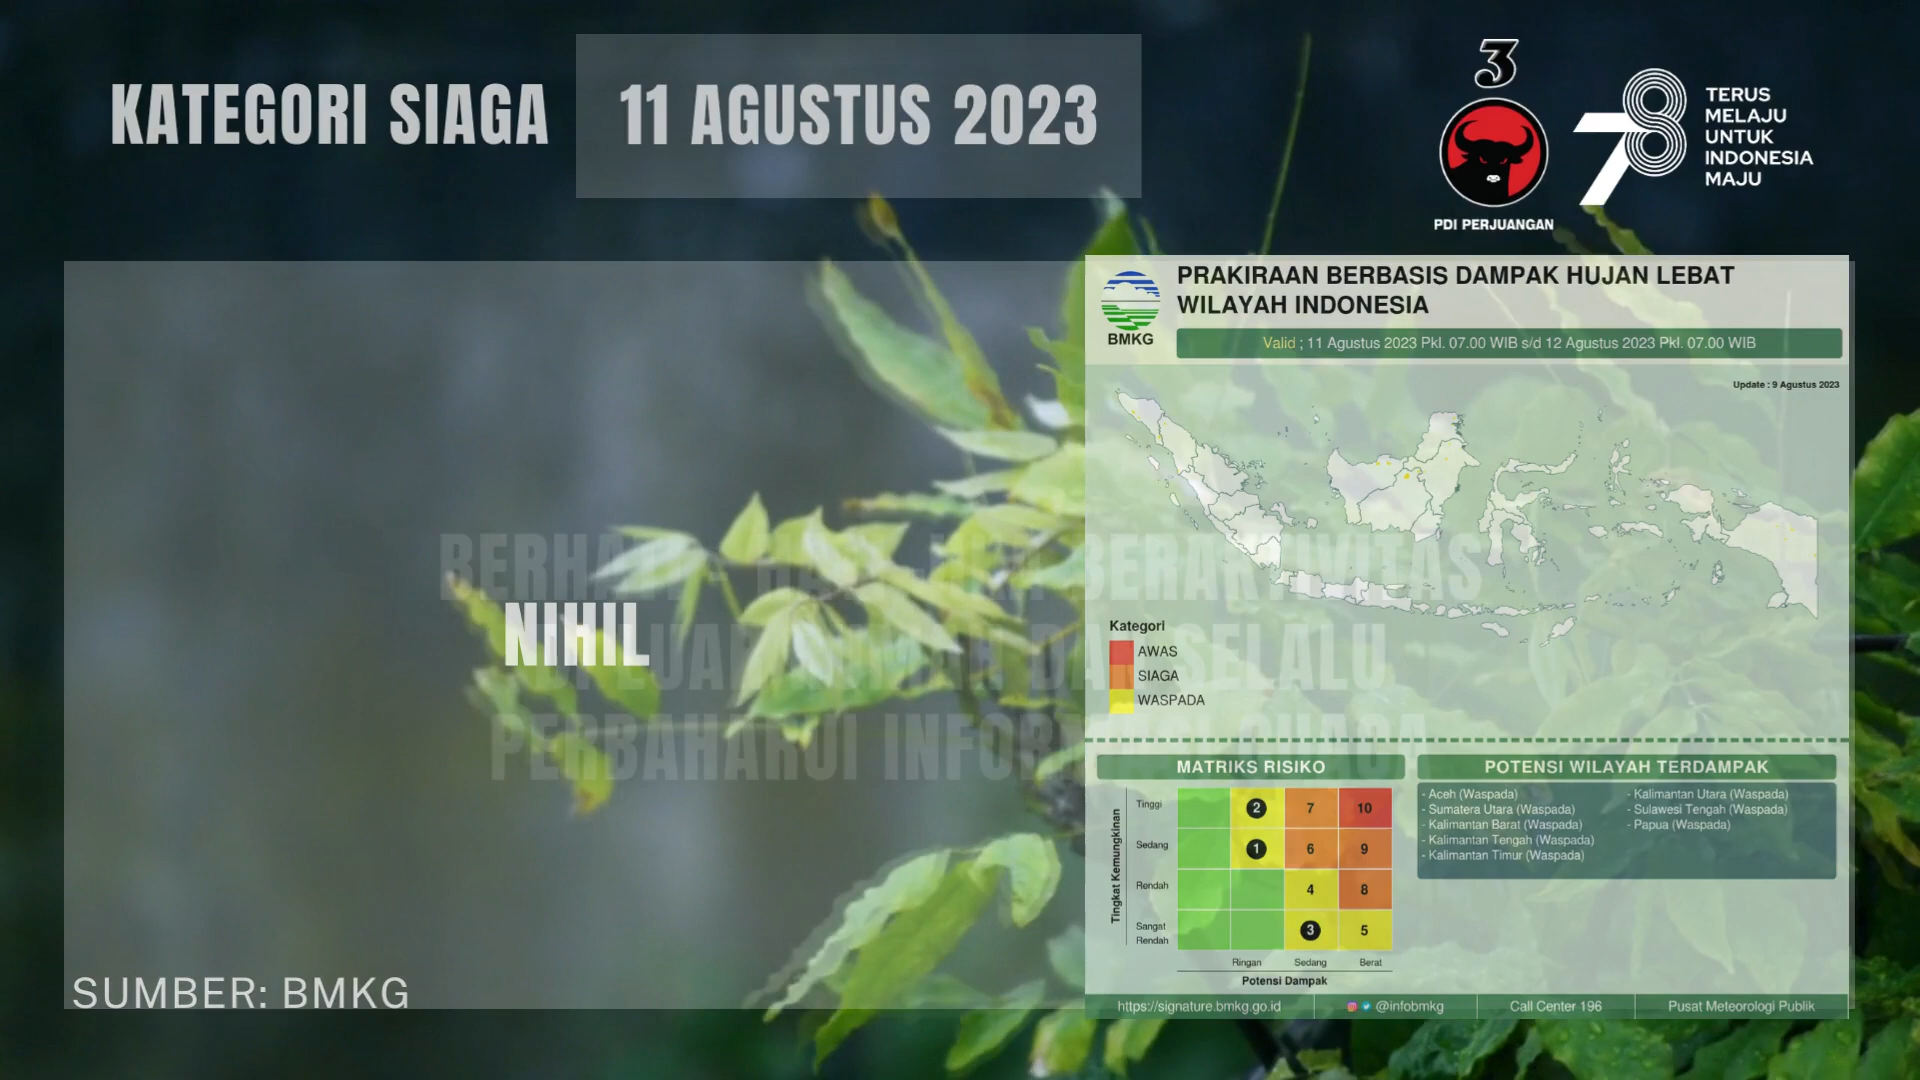 KATEGORI SIAGA
11 AGUSTUS 2023
3
PDI PERJUANGAN
78
TERUS
MELAJU
UNTUK
INDONESIA
MAJU
BMKG
PRAKIRAAN BERBASIS DAMPAK HUJAN LEBAT
WILAYAH INDONESIA
Valid ; 11 Agustus 2023 Pkl. 07.00 WIB s/d 12 Agustus 2023 Pkl. 07.00 WIB
Update : 9 Agustus 2023
BERAKTIVITAS
NIHIL
SELALU
PERBAHARUI INFORMASI CUACA
Kategori
AWAS
SIAGA
WASPADA
MATRIKS RISIKO
Tingkat Kemungkinan
Tinggi
2 7 10
Sedang
1 6 9
Rendah
4 8
Sangat
Rendah
3 5
Ringan Sedang Berat
Potensi Dampak
POTENSI WILAYAH TERDAMPAK
- Aceh (Waspada)
- Sumatera Utara (Waspada)
- Kalimantan Barat (Waspada)
- Kalimantan Tengah (Waspada)
- Kalimantan Timur (Waspada)
- Kalimantan Utara (Waspada)
- Sulawesi Tengah (Waspada)
- Papua (Waspada)
SUMBER: BMKG
https://signature.bmkg.go.id
@infobmkg
Call Center 196
Pusat Meteorologi Publik